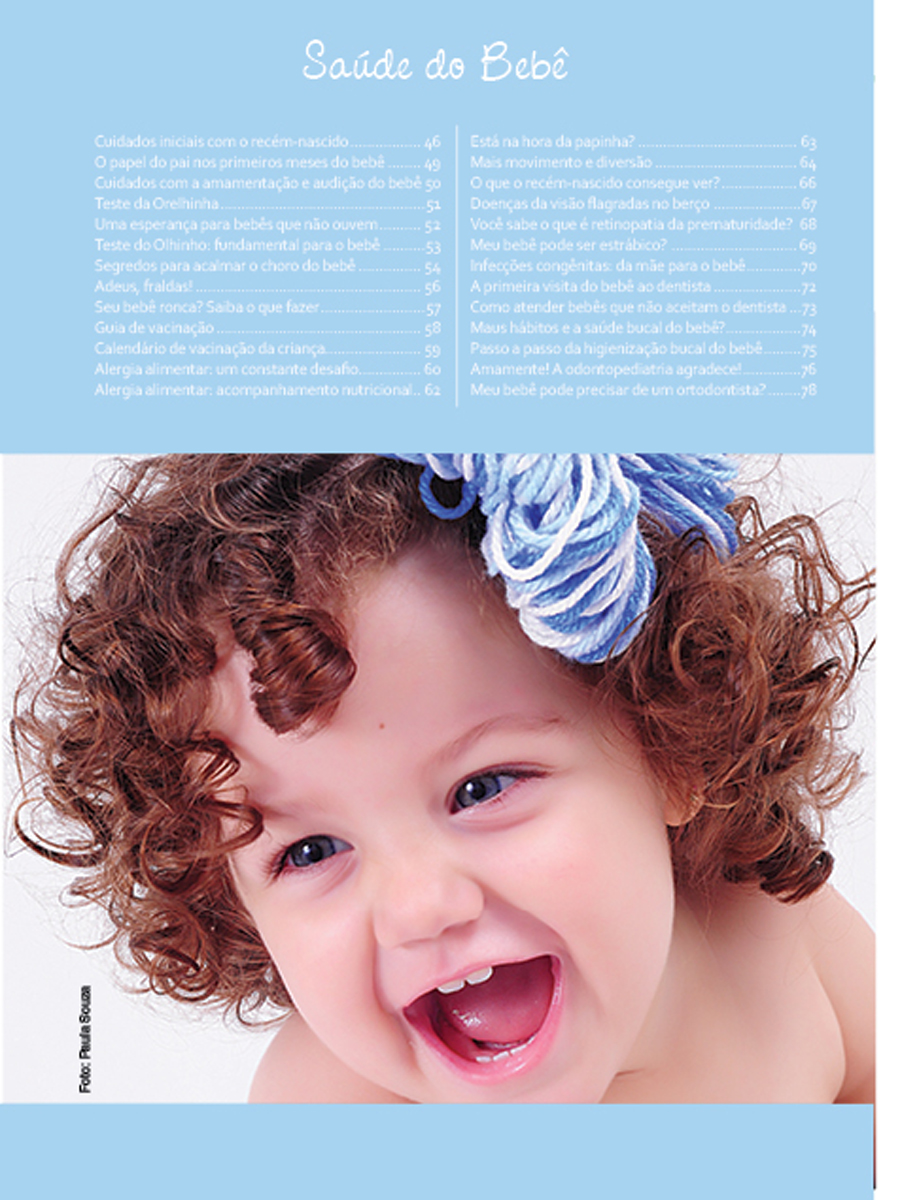 Saúde do Bebê
Cuidados iniciais com o recém-nascido.................. 46
O papel do pai nos primeiros meses do bebê ........ 49
Cuidados com a amamentação e audição do bebê 50
Teste da Orelhinha.................................................. 51
Uma esperança para bebês que não ouvem........... 52
Teste do Olhinho: fundamental para o bebê .......... 53
Segredos para acalmar o choro do bebê ............... 54
Adeus, fraldas! ........................................................ 56
Seu bebê ronca? Saiba o que fazer.......................... 57
Guia de vacinação ................................................... 58
Calendário de vacinação da criança........................ 59
Alergia alimentar: um constante desafio................ 60
Alergia alimentar: acompanhamento nutricional.. 62
Está na hora da papinha? ....................................... 63
Mais movimento e diversão ................................... 64
O que o recém-nascido consegue ver?................... 66
Doenças da visão flagradas no berço ......................67
Você sabe o que é retinopatia da prematuridade? 68
Meu bebê pode ser estrábico? ............................... 69
Infecções congênitas: da mãe para o bebê..............70
A primeira visita do bebê ao dentista ......................72
Como atender bebês que não aceitam o dentista ...73
Maus hábitos e a saúde bucal do bebê?...................74
Passo a passo da higienização bucal do bebê..........75
Amamente! A odontopediatria agradece!...............76
Meu bebê pode precisar de um ortodontista? ........78
Foto: Paula Souza